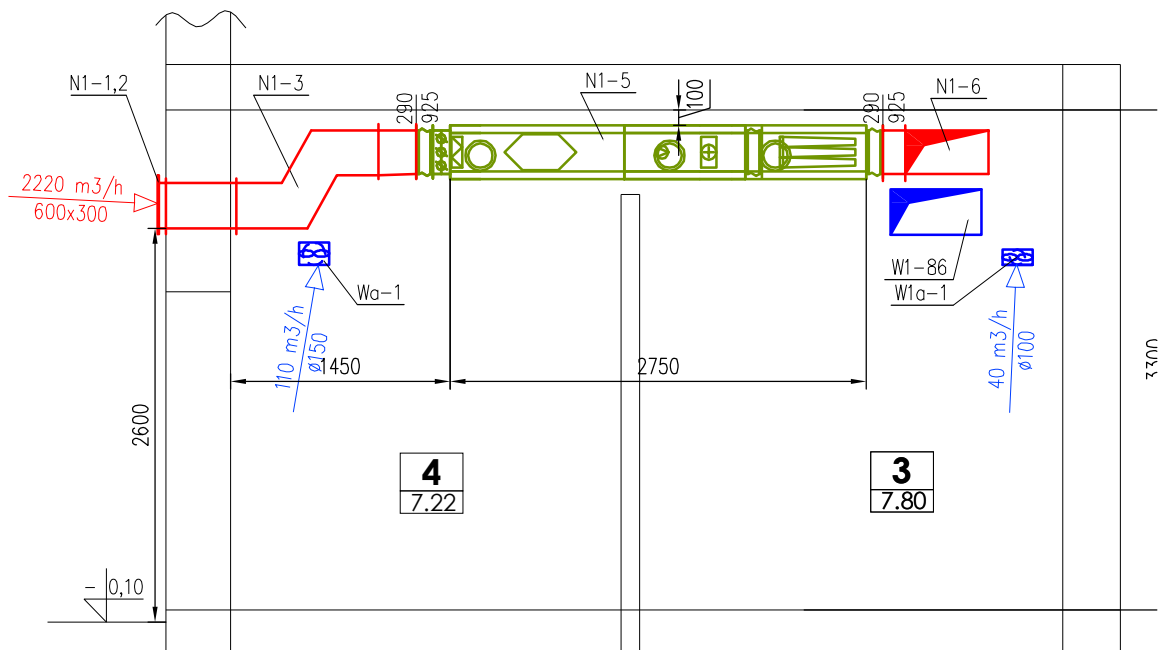 N1-1,2
N1-3
290
925
N1-5
100
290
925
N1-6
2220 m3/h
600x300
W1-86
Wa-1
W1a-1
110 m3/h
ø150
1450
2750
40 m3/h
ø100
3300
2600
4
7.22
3
7.80
- 0,10